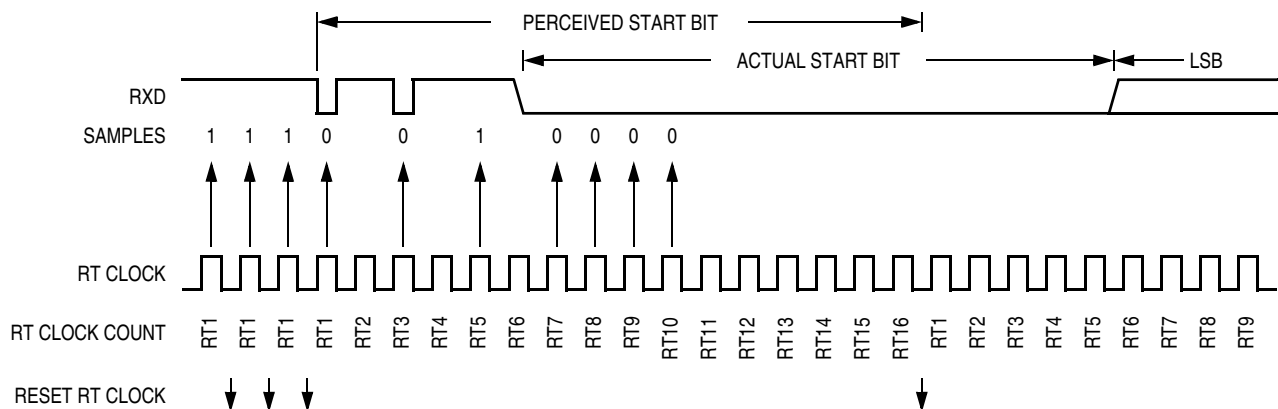 PERCEIVED START BIT
ACTUAL START BIT
LSB
RXD
SAMPLES 1 1 1 0 0 1 0 0 0 0
RT CLOCK
RT CLOCK COUNT RT1 RT1 RT1 RT1 RT2 RT3 RT4 RT5 RT6 RT7 RT8 RT9 RT10 RT11 RT12 RT13 RT14 RT15 RT16 RT1 RT2 RT3 RT4 RT5 RT6 RT7 RT8 RT9
RESET RT CLOCK